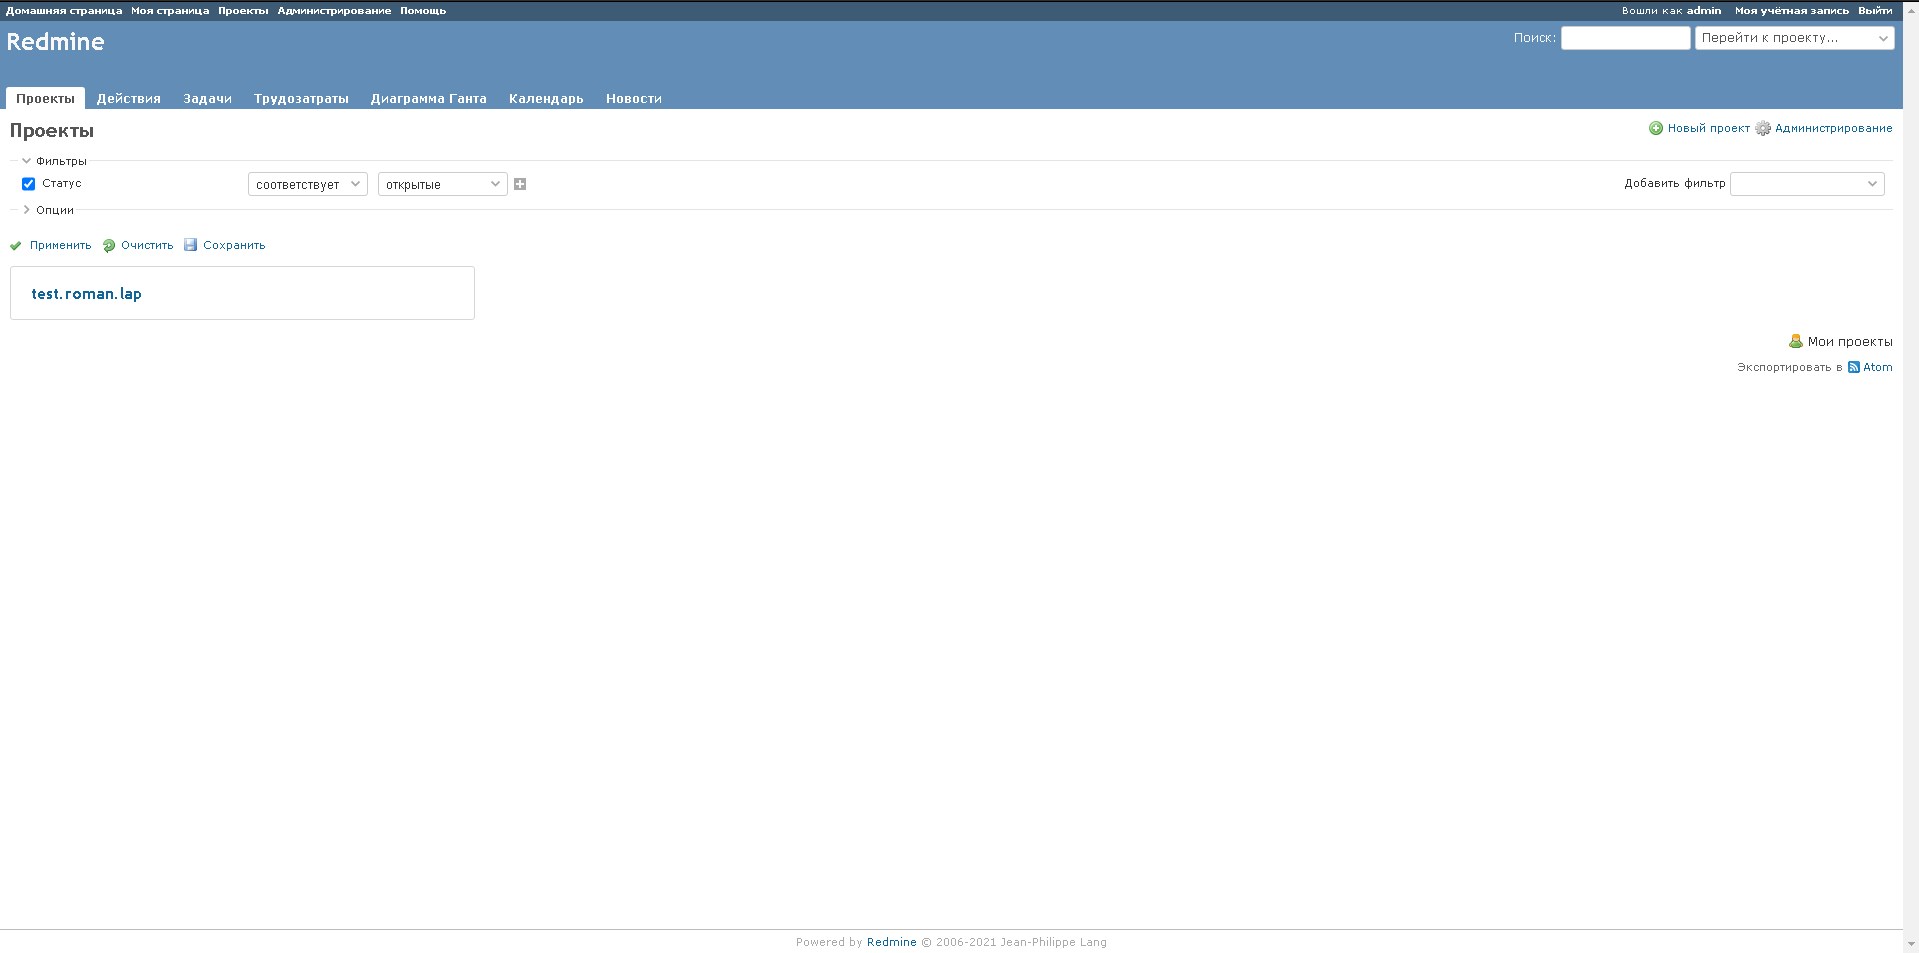 Домашняя страница Моя страница Проекты Администрирование Помощь Вошли как admin Моя учётная запись Выйти
Redmine Поиск: Перейти к проекту...
Проекты Действия Задачи Трудозатраты Диаграмма Ганта Календарь Новости
Проекты Новый проект Администрирование
Фильтры
Статус соответствует открытые Добавить фильтр
Опции
Применить Очистить Сохранить
test.roman.lap
Мои проекты
Экспортировать в Atom
Powered by Redmine © 2006-2021 Jean-Philippe Lang